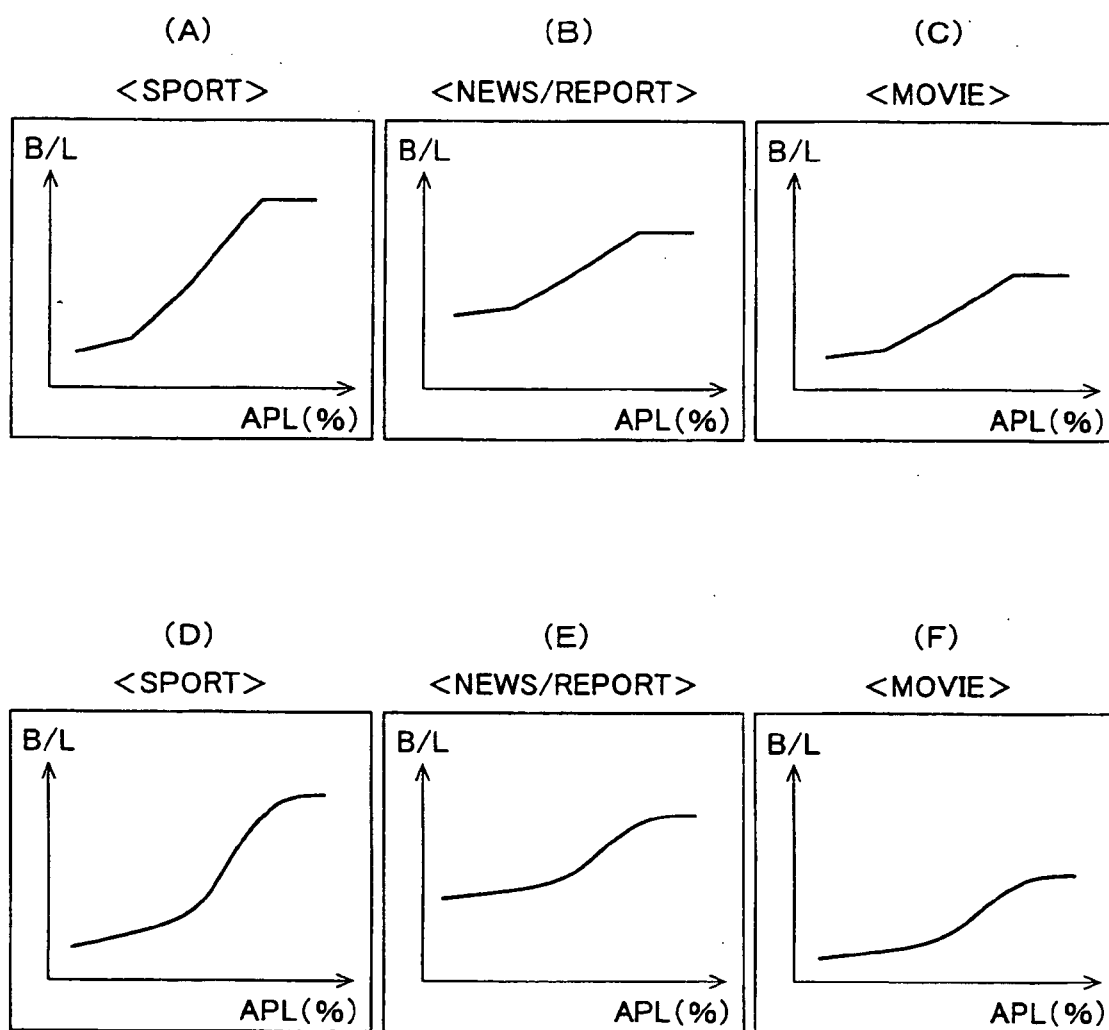 (A) (B) (C)
<SPORT> <NEWS/REPORT> <MOVIE>
B/L B/L B/L
APL(%) APL(%) APL(%)
(D) (E) (F)
<SPORT> <NEWS/REPORT> <MOVIE>
B/L B/L B/L
APL(%) APL(%) APL(%)